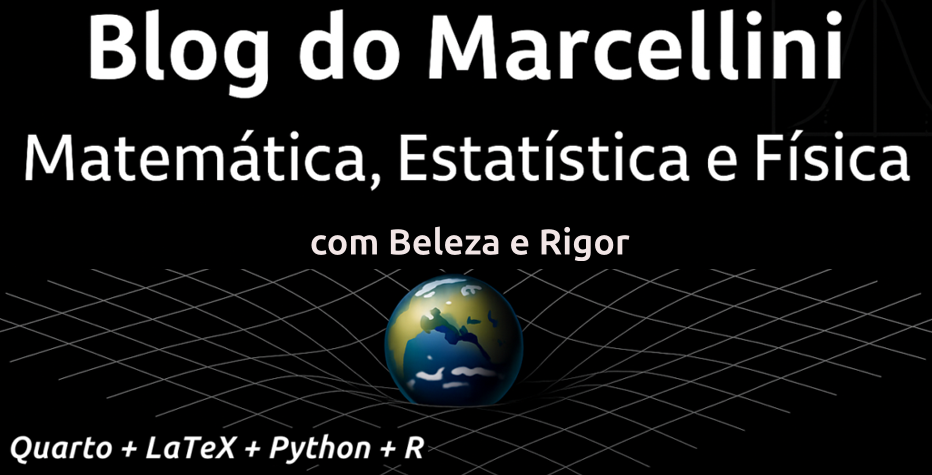 Blog do Marcellini
Matemática, Estatística e Física
com Beleza e Rigor
Quarto + LaTeX + Python + R